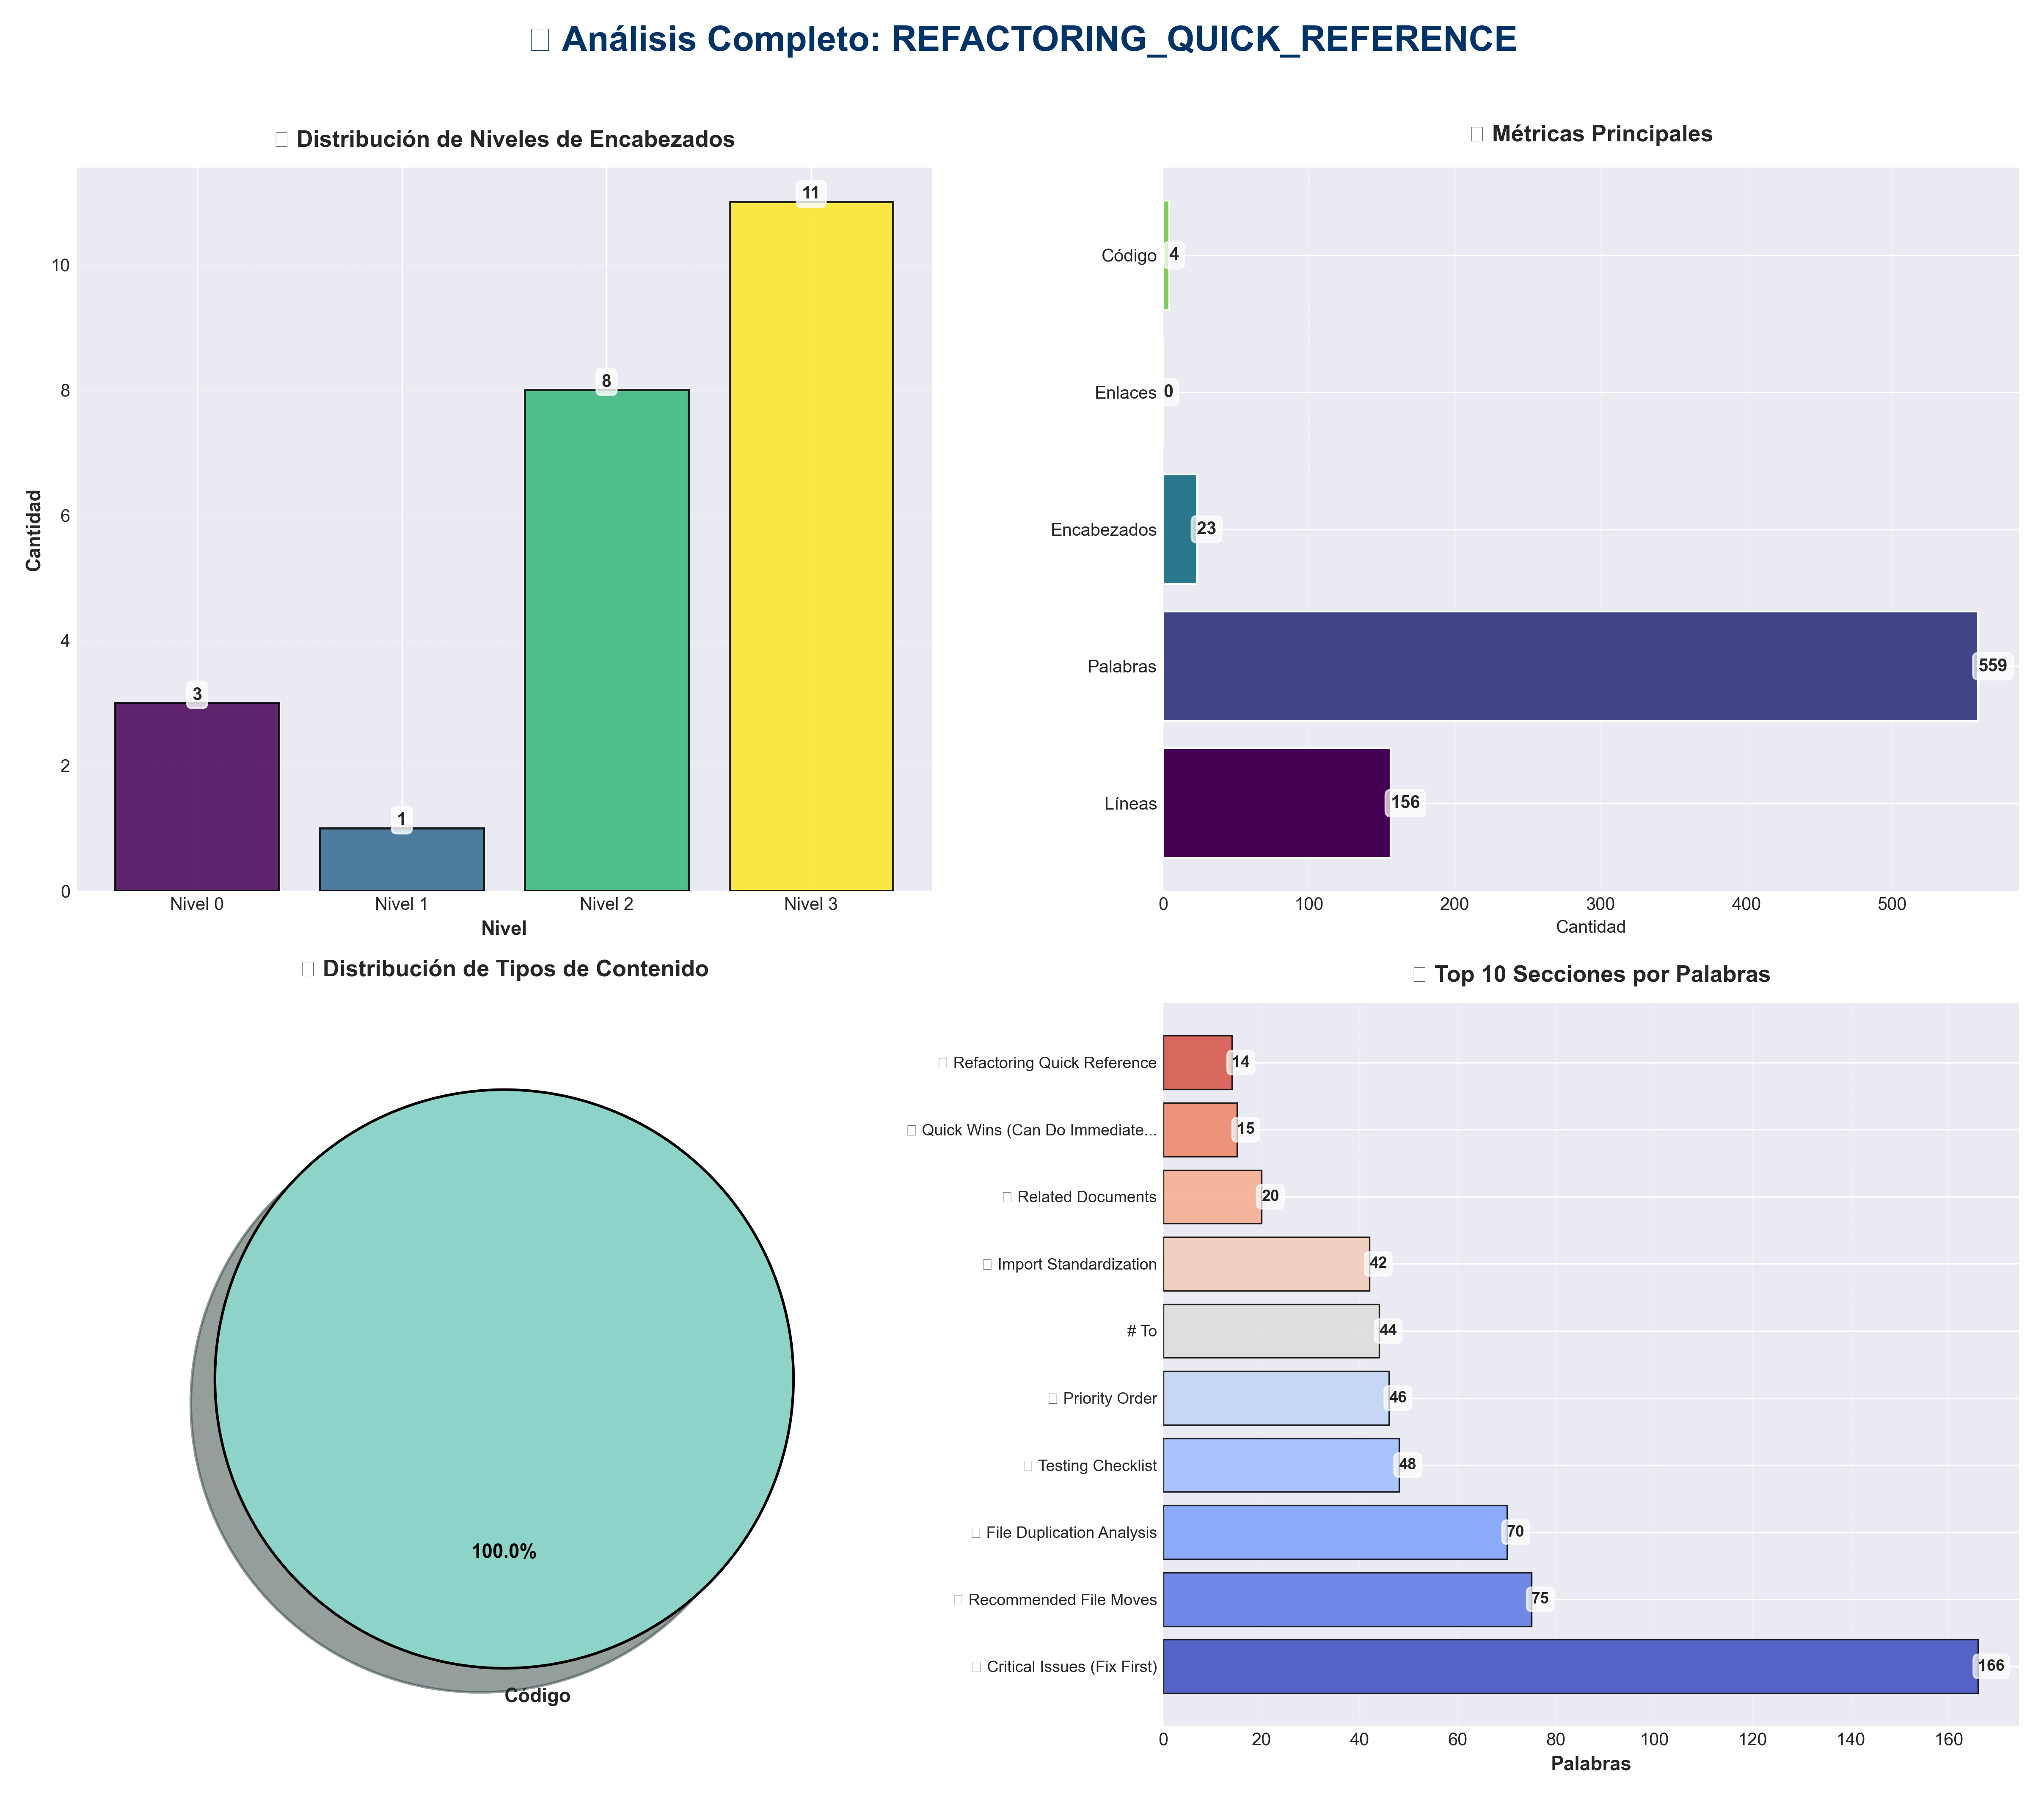 Análisis Completo: REFACTORING_QUICK_REFERENCE
Distribución de Niveles de Encabezados
Cantidad
10
8
6
4
2
0
3
1
8
11
Nivel 0
Nivel 1
Nivel 2
Nivel 3
Nivel
Métricas Principales
Código
4
Enlaces
0
Encabezados
23
Palabras
559
Líneas
156
0
100
200
300
400
500
Cantidad
Distribución de Tipos de Contenido
100.0%
Código
Top 10 Secciones por Palabras
Refactoring Quick Reference
14
Quick Wins (Can Do Immediate...
15
Related Documents
20
Import Standardization
42
# To
44
Priority Order
46
Testing Checklist
48
File Duplication Analysis
70
Recommended File Moves
75
Critical Issues (Fix First)
166
0
20
40
60
80
100
120
140
160
Palabras